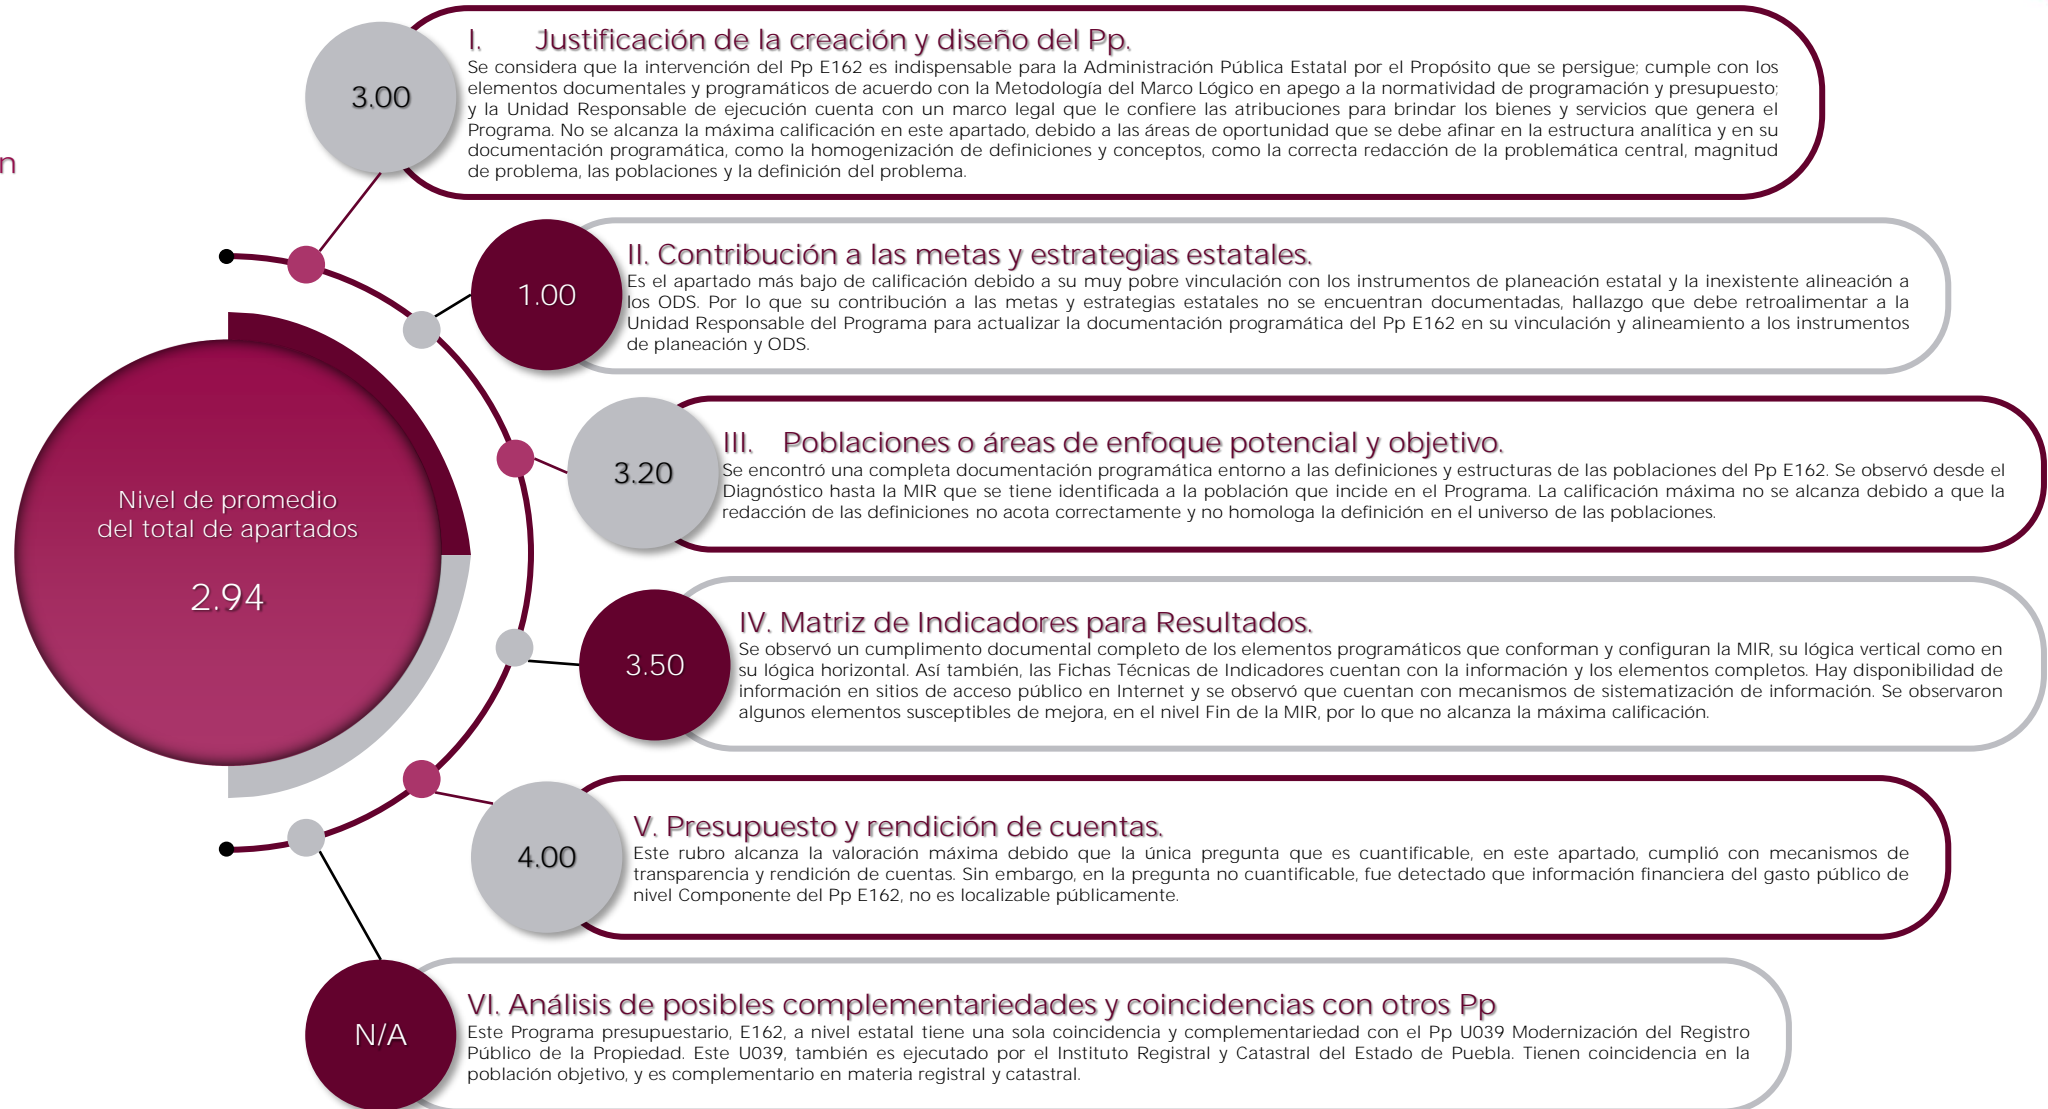 n
3.00
I. Justificación de la creación y diseño del Pp.
Se considera que la intervención del Pp E162 es indispensable para la Administración Pública Estatal por el Propósito que se persigue; cumple con los
elementos documentales y programáticos de acuerdo con la Metodología del Marco Lógico en apego a la normatividad de programación y presupuesto;
y la Unidad Responsable de ejecución cuenta con un marco legal que le confiere las atribuciones para brindar los bienes y servicios que genera el
Programa. No se alcanza la máxima calificación en este apartado, debido a las áreas de oportunidad que se debe afinar en la estructura analítica y en su
documentación programática, como la homogenización de definiciones y conceptos, como la correcta redacción de la problemática central, magnitud
de problema, las poblaciones y la definición del problema.
1.00
II. Contribución a las metas y estrategias estatales.
Es el apartado más bajo de calificación debido a su muy pobre vinculación con los instrumentos de planeación estatal y la inexistente alineación a
los ODS. Por lo que su contribución a las metas y estrategias estatales no se encuentran documentadas, hallazgo que debe retroalimentar a la
Unidad Responsable del Programa para actualizar la documentación programática del Pp E162 en su vinculación y alineamiento a los instrumentos
de planeación y ODS.
3.20
III. Poblaciones o áreas de enfoque potencial y objetivo.
Se encontró una completa documentación programática entorno a las definiciones y estructuras de las poblaciones del Pp E162. Se observó desde el
Diagnóstico hasta la MIR que se tiene identificada a la población que incide en el Programa. La calificación máxima no se alcanza debido a que la
redacción de las definiciones no acota correctamente y no homologa la definición en el universo de las poblaciones.
Nivel de promedio
del total de apartados
2.94
3.50
IV. Matriz de Indicadores para Resultados.
Se observó un cumplimento documental completo de los elementos programáticos que conforman y configuran la MIR, su lógica vertical como en
su lógica horizontal. Así también, las Fichas Técnicas de Indicadores cuentan con la información y los elementos completos. Hay disponibilidad de
información en sitios de acceso público en Internet y se observó que cuentan con mecanismos de sistematización de información. Se observaron
algunos elementos susceptibles de mejora, en el nivel Fin de la MIR, por lo que no alcanza la máxima calificación.
4.00
V. Presupuesto y rendición de cuentas.
Este rubro alcanza la valoración máxima debido que la única pregunta que es cuantificable, en este apartado, cumplió con mecanismos de
transparencia y rendición de cuentas. Sin embargo, en la pregunta no cuantificable, fue detectado que información financiera del gasto público de
nivel Componente del Pp E162, no es localizable públicamente.
N/A
VI. Análisis de posibles complementariedades y coincidencias con otros Pp
Este Programa presupuestario, E162, a nivel estatal tiene una sola coincidencia y complementariedad con el Pp U039 Modernización del Registro
Público de la Propiedad. Este U039, también es ejecutado por el Instituto Registral y Catastral del Estado de Puebla. Tienen coincidencia en la
población objetivo, y es complementario en materia registral y catastral.